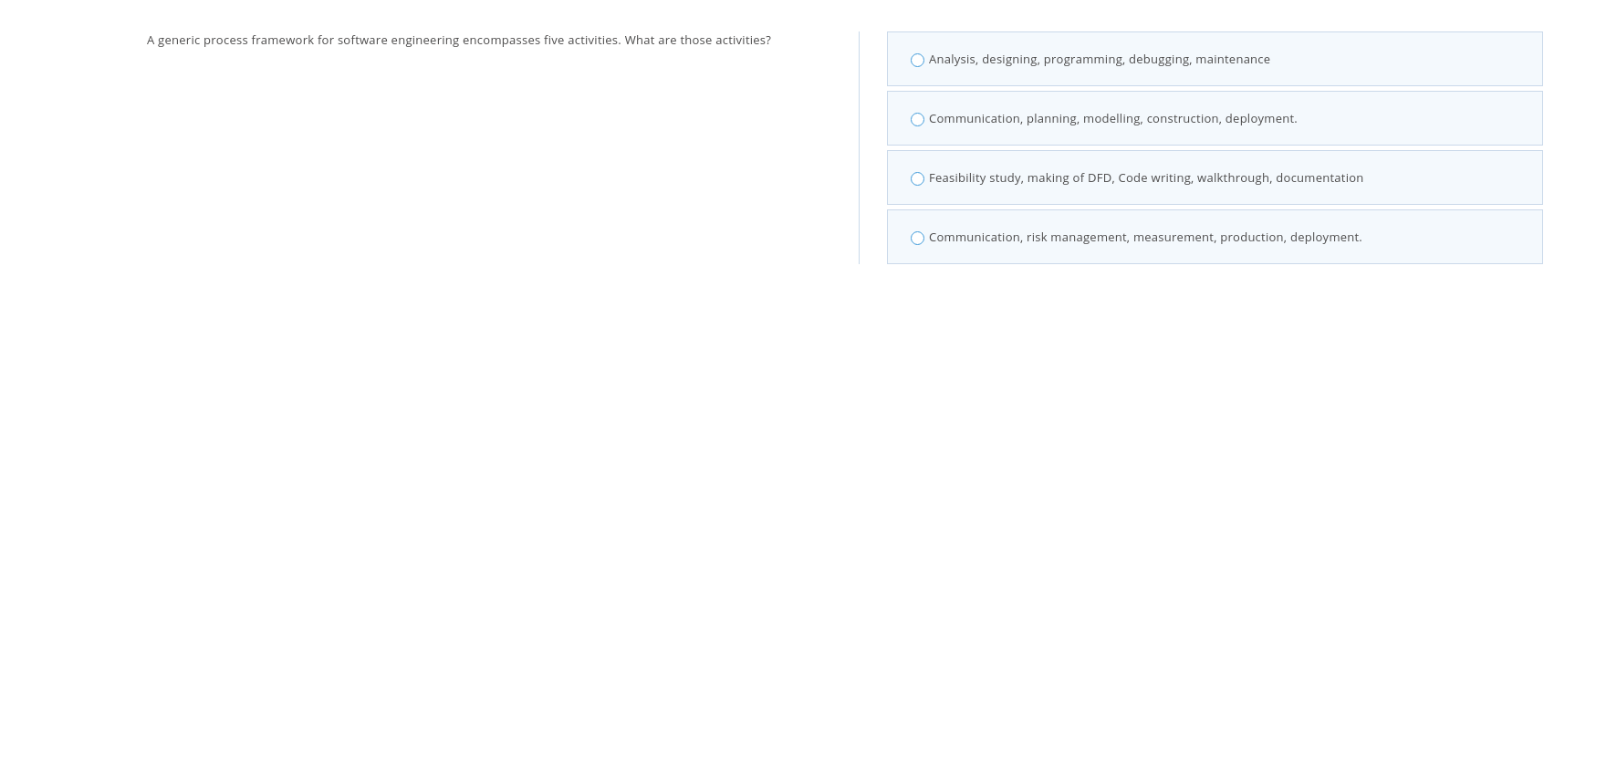 A generic process framework for software engineering encompasses five activities. What are those activities?
Analysis, designing, programming, debugging, maintenance
Communication, planning, modelling, construction, deployment.
Feasibility study, making of DFD, Code writing, walkthrough, documentation
Communication, risk management, measurement, production, deployment.